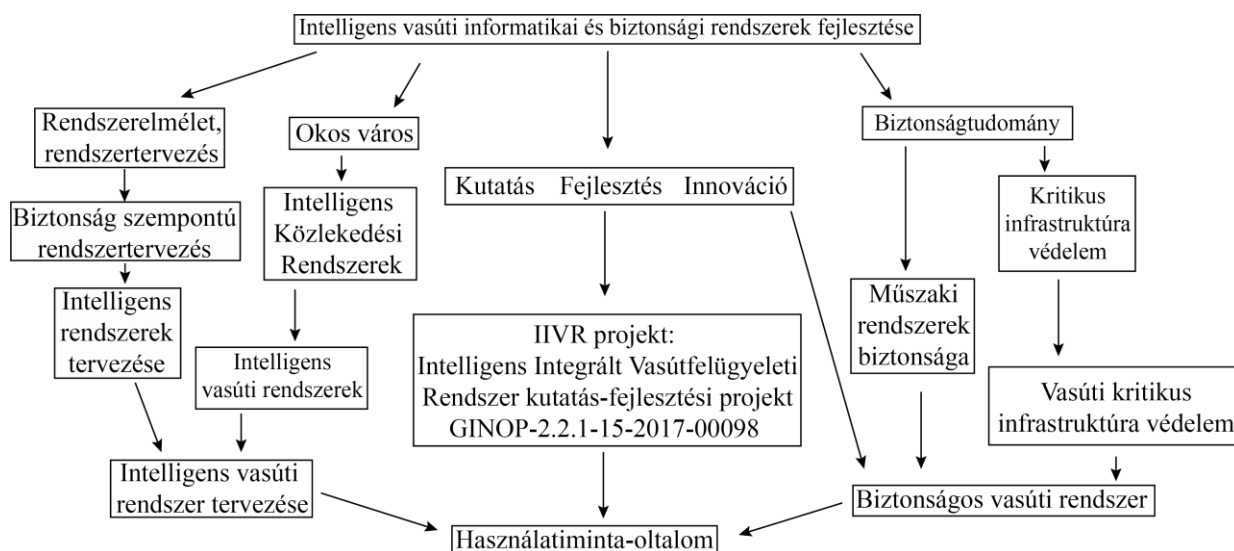 Intelligens vasúti informatikai és biztonsági rendszerek fejlesztése
Rendszerelmélet,
rendszertervezés
Biztonság szempontú
rendszertervezés
Intelligens
rendszerek
tervezése
Okos város
Intelligens
Közlekedési
Rendszerek
Intelligens
vasúti rendszerek
Intelligens vasúti
rendszer tervezése
Kutatás Fejlesztés Innováció
IIVR projekt:
Intelligens Integrált Vasútfelügyeleti
Rendszer kutatás-fejlesztési projekt
GINOP-2.2.1-15-2017-00098
Biztonságtudomány
Műszaki
rendszerek
biztonsága
Kritikus
infrastruktúra
védelem
Vasúti kritikus
infrastruktúra védelem
Biztonságos vasúti rendszer
Használatiminta-oltalom